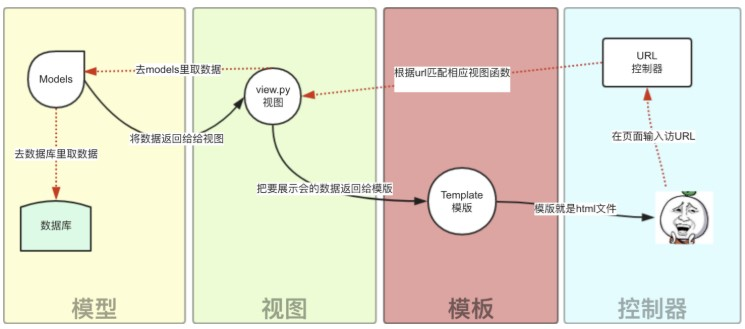 URL
控制器
去models里取数据
根据url匹配相应视图函数
Models
view.py
视图
在页面输入访URL
将数据返回给给视图
去数据库里取数据
把要展示会的数据返回给模版
Template
模版
模版就是html文件
数据库
模型
视图
模板
控制器